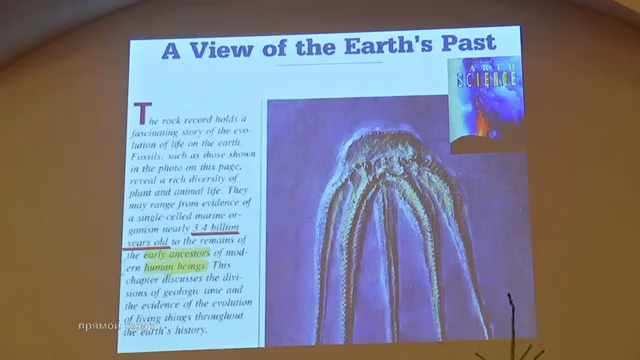 A View of the Earth's Past
EARTH
SCIENCE
The rock record holds a
fascinating story of the evo-
lution of life on the earth.
Fossils, such as those shown
in the photo on this page,
reveal a rich diversity of
plant and animal life. They
may range from evidence of
a single-celled marine or-
ganism nearly 3.4 billion
years old to the remains of
the early ancestors of mod-
ern human beings. This
chapter discusses the divi-
sions of geologic time and
the evidence of the evolution
of living things throughout
the earth's history.
прямой